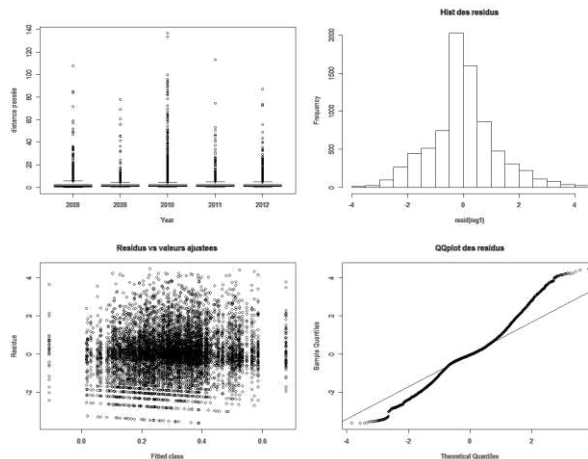 distance passée
0 20 40 60 80 100 120 140
2008 2009 2010 2011 2012
Year
Hist des residus
Frequency
0 500 1000 1500 2000
-4 -2 0 2 4
resid(mg1)
Residus vs valeurs ajustees
Residus
-2 0 2 4
0.0 0.2 0.4 0.6
Fitted class
QQplot des residus
Sample Quantiles
-2 0 2 4
-4 -2 0 2 4
Theoretical Quantiles